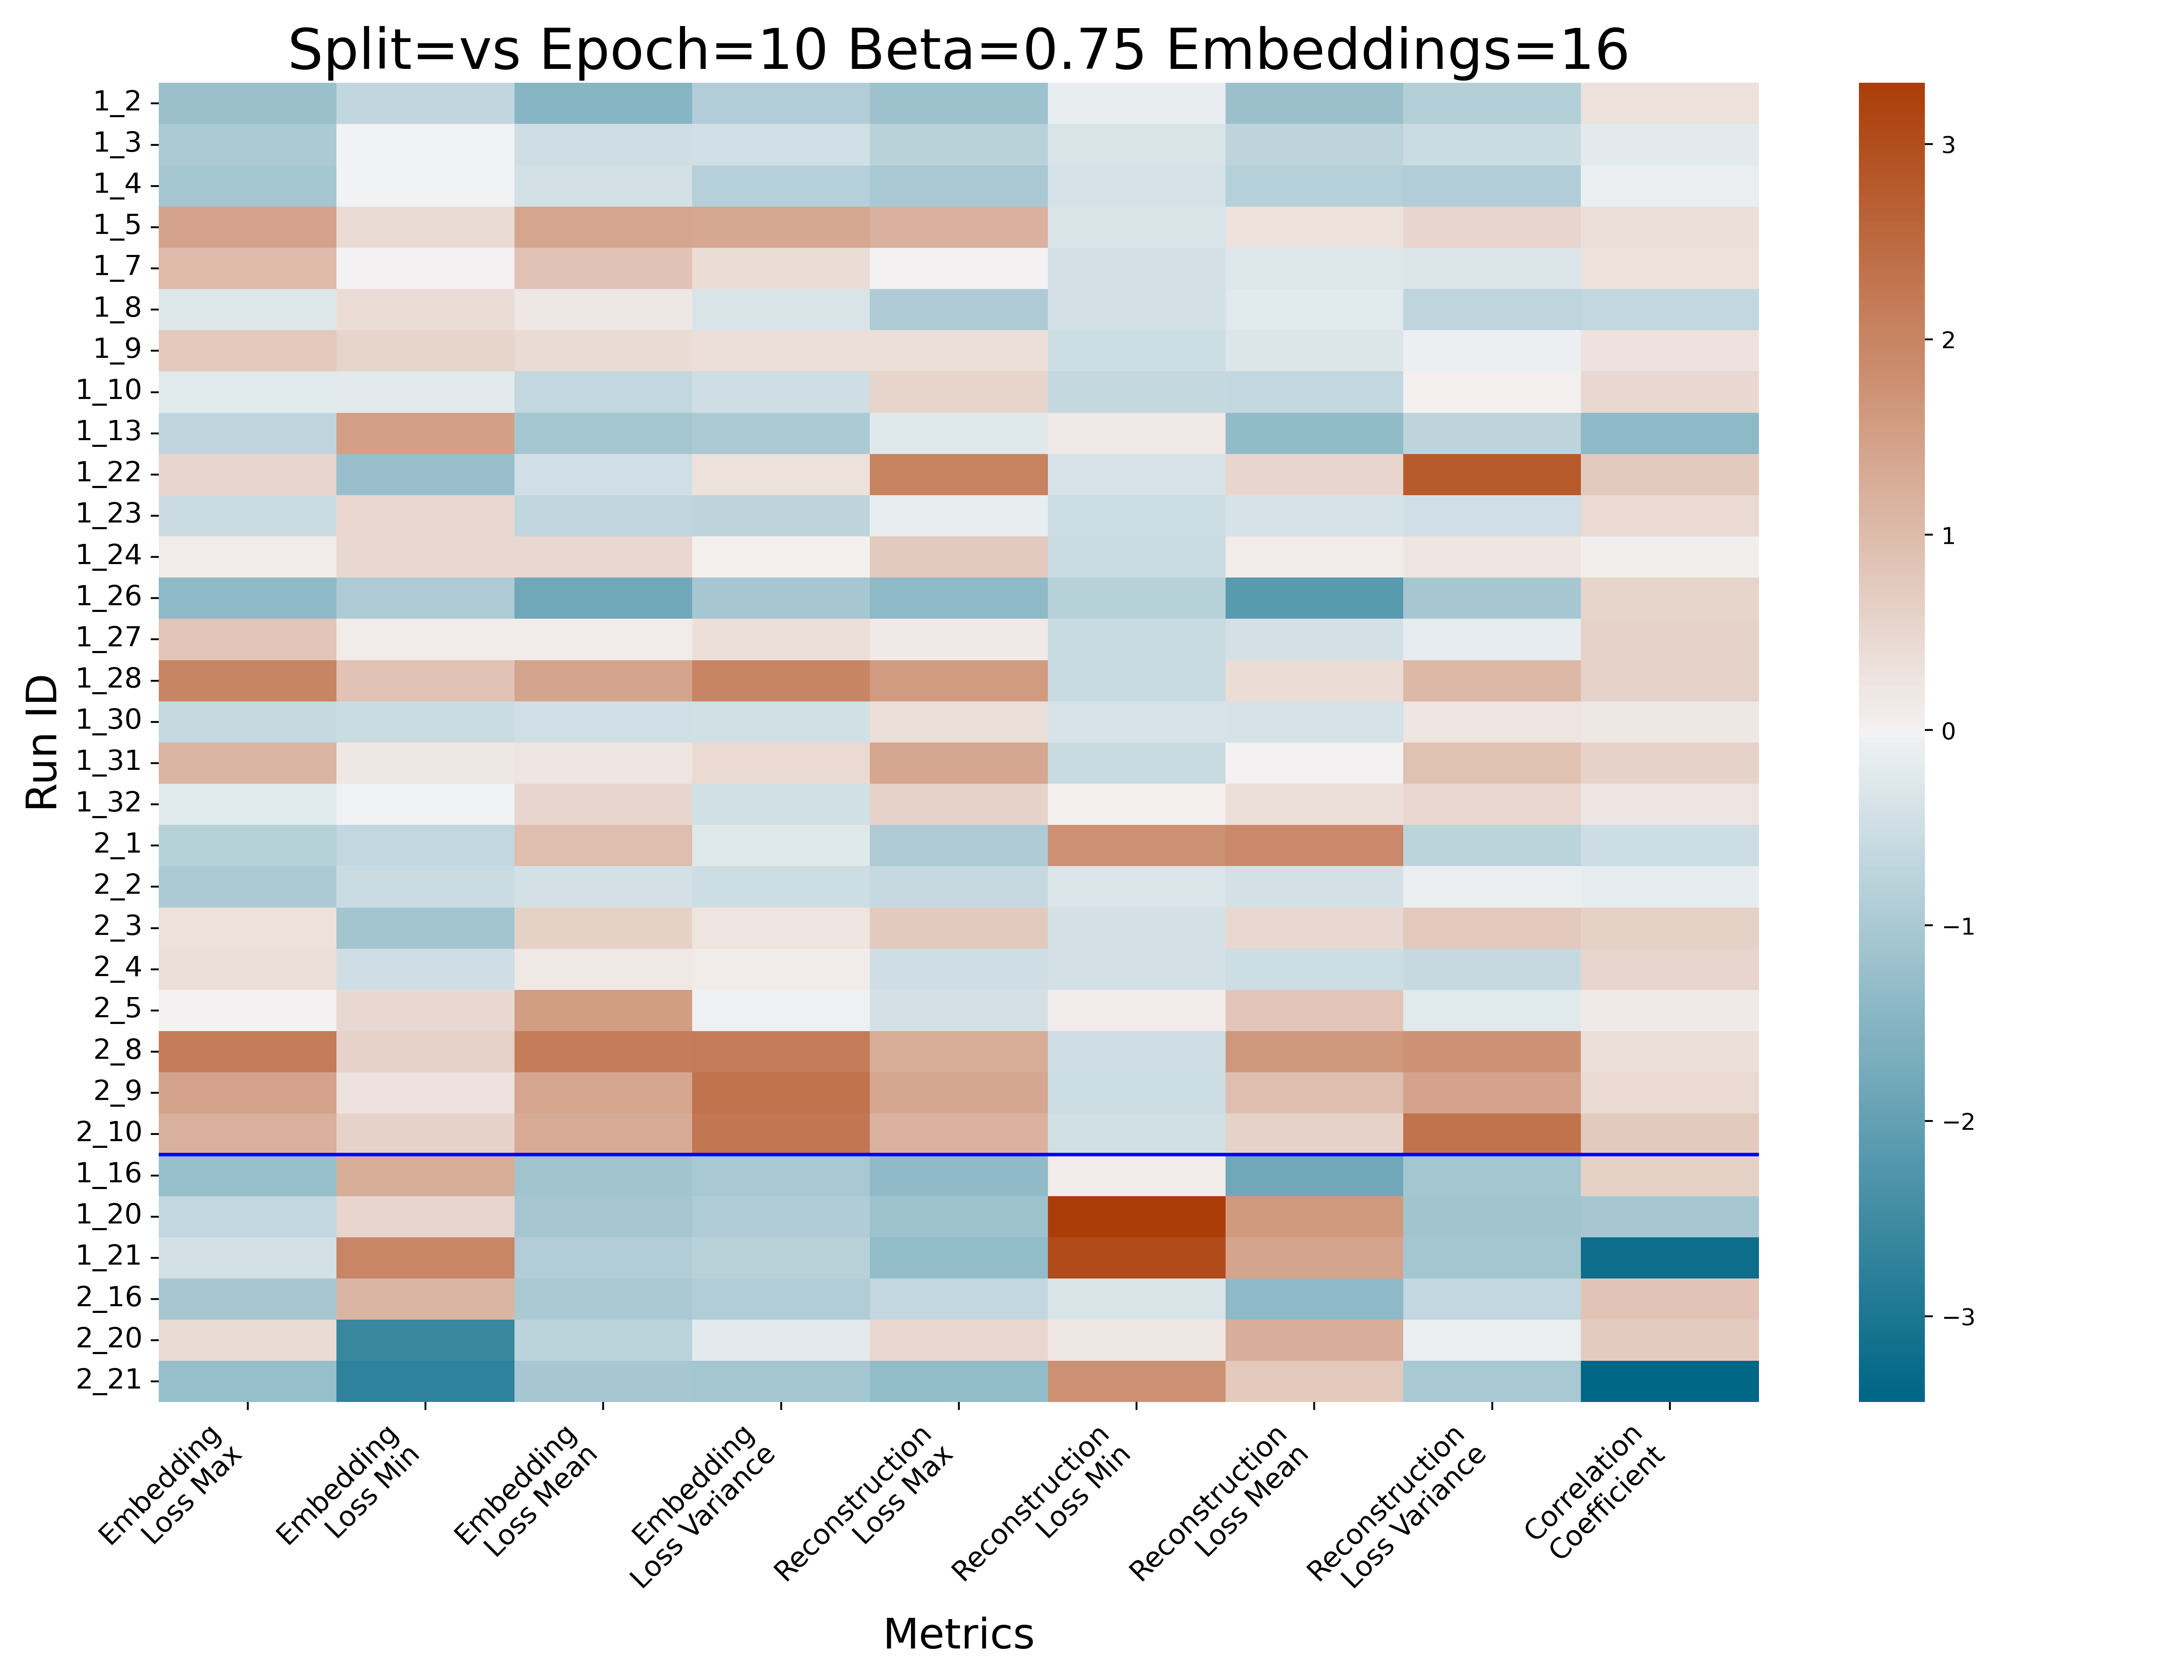 Split=vs Epoch=10 Beta=0.75 Embeddings=16
Run ID
1_2
1_3
1_4
1_5
1_7
1_8
1_9
1_10
1_13
1_22
1_23
1_24
1_26
1_27
1_28
1_30
1_31
1_32
2_1
2_2
2_3
2_4
2_5
2_8
2_9
2_10
1_16
1_20
1_21
2_16
2_20
2_21
Embedding
Loss Max
Embedding
Loss Min
Embedding
Loss Mean
Embedding
Loss Variance
Reconstruction
Loss Max
Reconstruction
Loss Min
Reconstruction
Loss Mean
Reconstruction
Loss Variance
Correlation
Coefficient
Metrics
3
2
1
0
−1
−2
−3